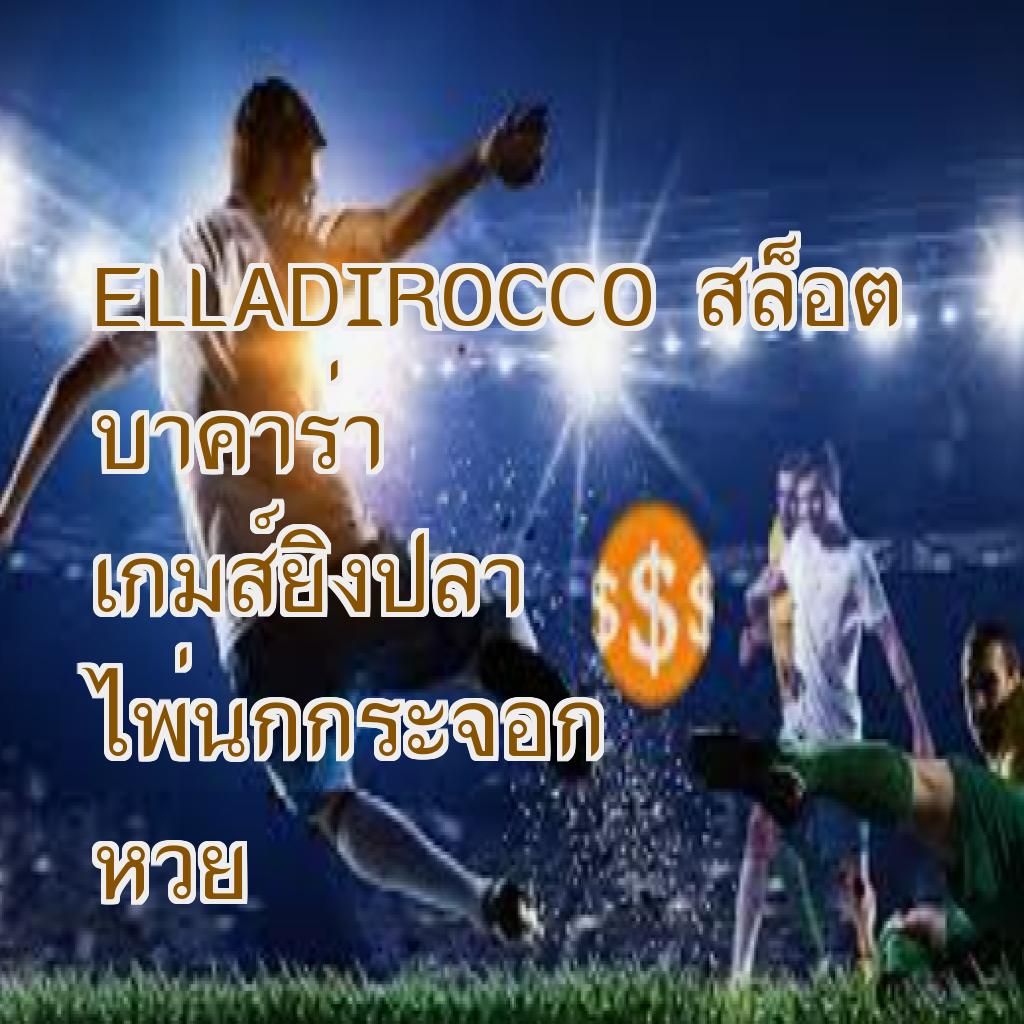 ELLADIROCCO สล็อต
บาคาร่า
เกมส์ยิงปลา
ไพ่นกกระจอก
หวย
$ $ $